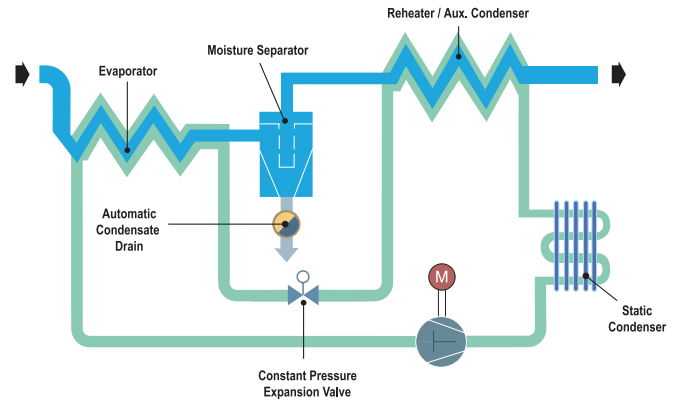 Reheater / Aux. Condenser
Moisture Separator
Evaporator
Automatic
Condensate
Drain
M
Static
Condenser
Constant Pressure
Expansion Valve